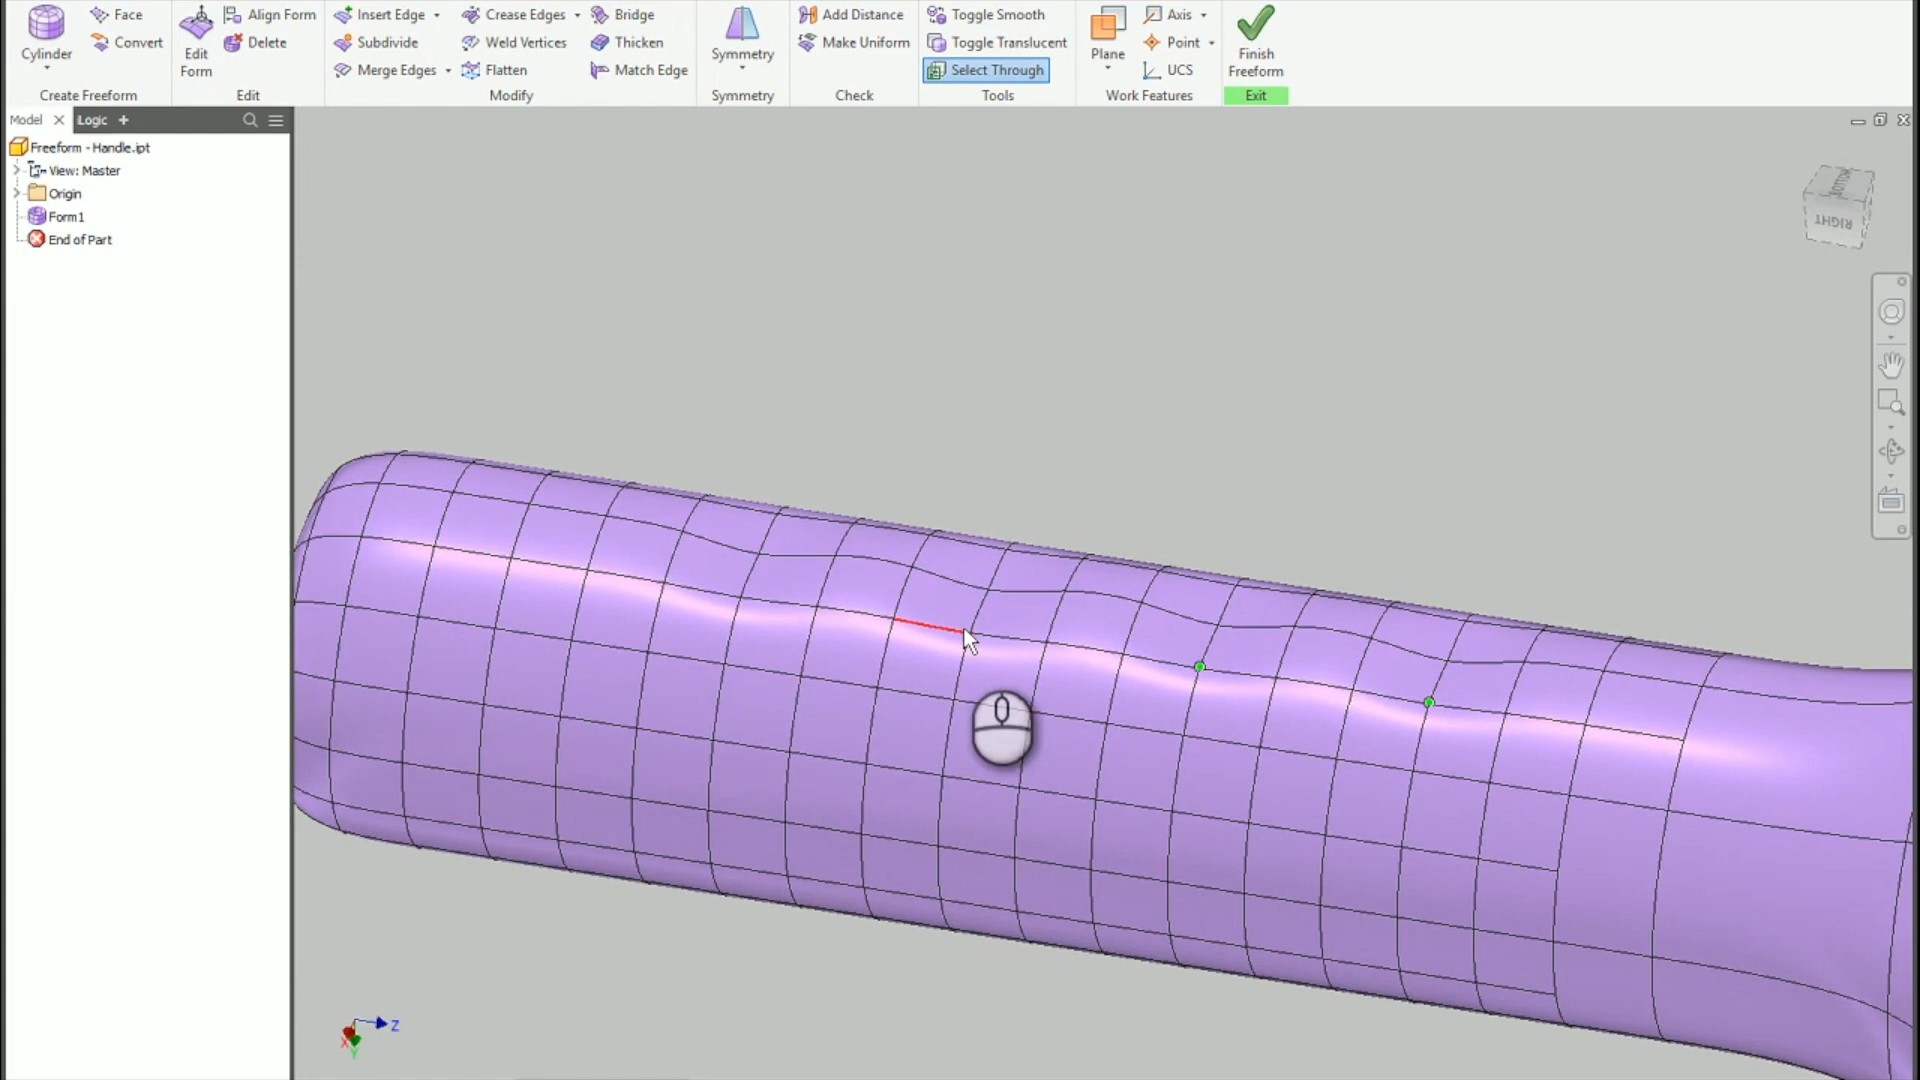 Cylinder
Face
Convert
Create Freeform
Edit Form
Align Form
Delete
Edit
Insert Edge
Crease Edges
Bridge
Subdivide
Weld Vertices
Thicken
Merge Edges
Flatten
Match Edge
Modify
Symmetry
Symmetry
Add Distance
Make Uniform
Check
Toggle Smooth
Toggle Translucent
Select Through
Tools
Plane
Axis
Point
UCS
Work Features
Finish Freeform
Exit
Model
iLogic
Freeform - Handle.ipt
View: Master
Origin
Form1
End of Part
BOTTOM
RIGHT
Z
X
Y